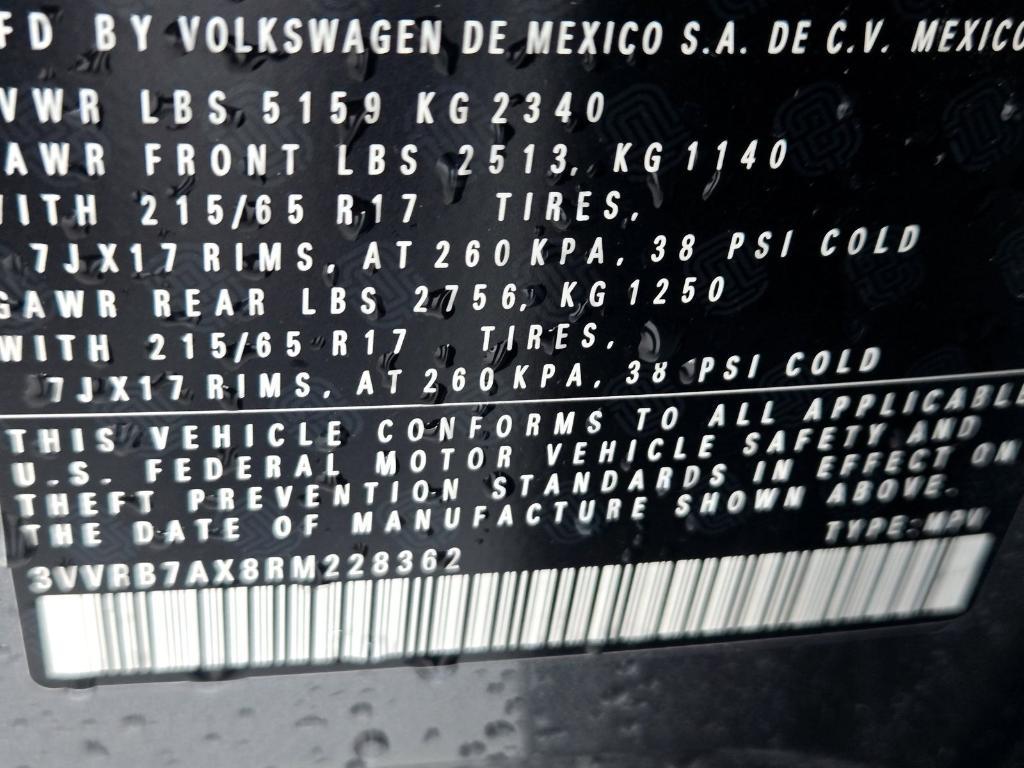 FD BY VOLKSWAGEN DE MEXICO S.A. DE C.V. MEXICO
VWR LBS 5159 KG 2340
AWR FRONT LBS 2513, KG 1140
WITH 215/65 R17 TIRES,
7JX17 RIMS, AT 260 KPA, 38 PSI COLD
GAWR REAR LBS 2756, KG 1250
WITH 215/65 R17 TIRES,
7JX17 RIMS, AT 260 KPA, 38 PSI COLD
THIS VEHICLE CONFORMS TO ALL APPLICABLE
U.S. FEDERAL MOTOR VEHICLE SAFETY AND
THEFT PREVENTION STANDARDS IN EFFECT ON
THE DATE OF MANUFACTURE SHOWN ABOVE.
TYPE:MPV
3VVRB7AX8RM228362